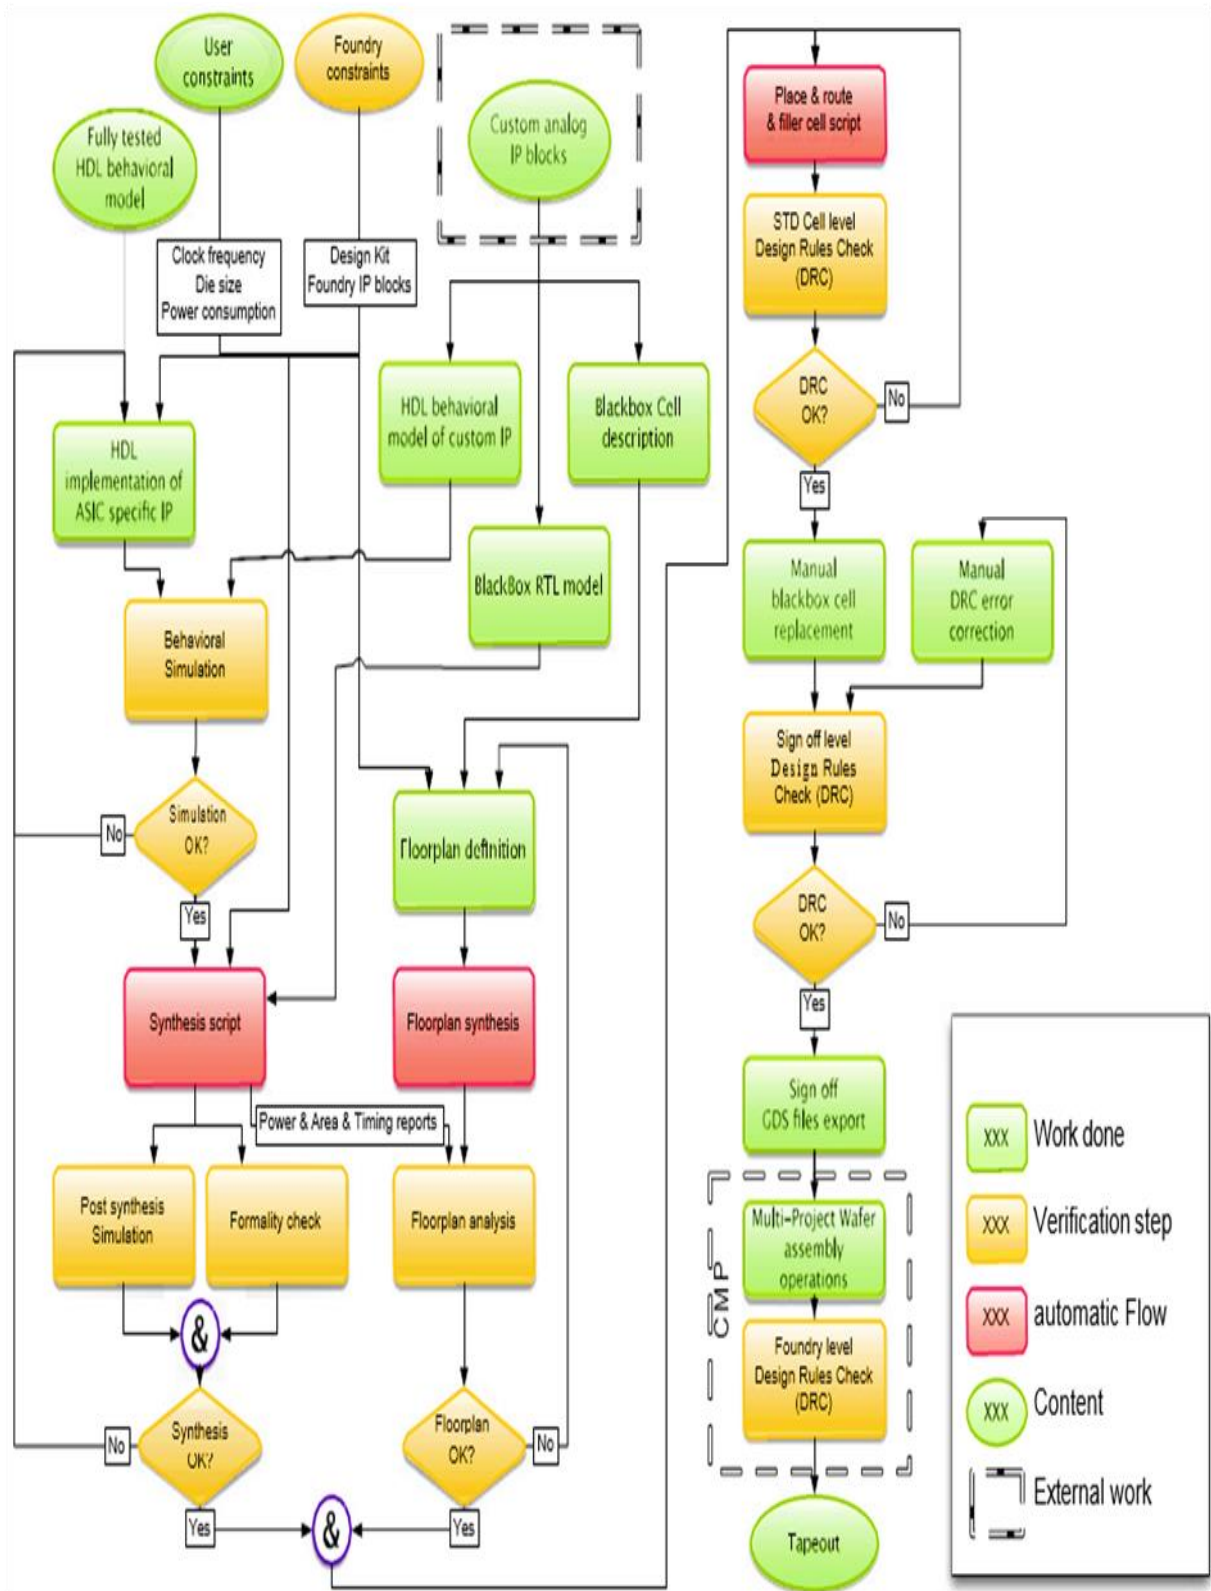 User
constraints
Foundry
constraints
Custom analog
IP blocks
Fully tested
HDL behavioral
model
Clock frequency
Die size
Power consumption
Design Kit
Foundry IP blocks
HDL
implementation of
ASIC specific IP
HDL behavioral
model of custom IP
Blackbox Cell
description
BlackBox RTL model
Behavioral
Simulation
Simulation
OK?
No
Yes
Floorplan definition
Synthesis script
Floorplan synthesis
Power & Area & Timing reports
Post synthesis
Simulation
Formality check
Floorplan analysis
&
Synthesis
OK?
No
Yes
Floorplan
OK?
No
Yes
&
Place & route
& filler cell script
STD Cell level
Design Rules Check
(DRC)
DRC
OK?
No
Yes
Manual
blackbox cell
replacement
Manual
DRC error
correction
Sign off level
Design Rules
Check (DRC)
DRC
OK?
No
Yes
Sign off
GDS files export
CMP
Multi-Project Wafer
assembly
operations
Foundry level
Design Rules Check
(DRC)
Tapeout
XXX Work done
XXX Verification step
XXX automatic Flow
XXX Content
External work